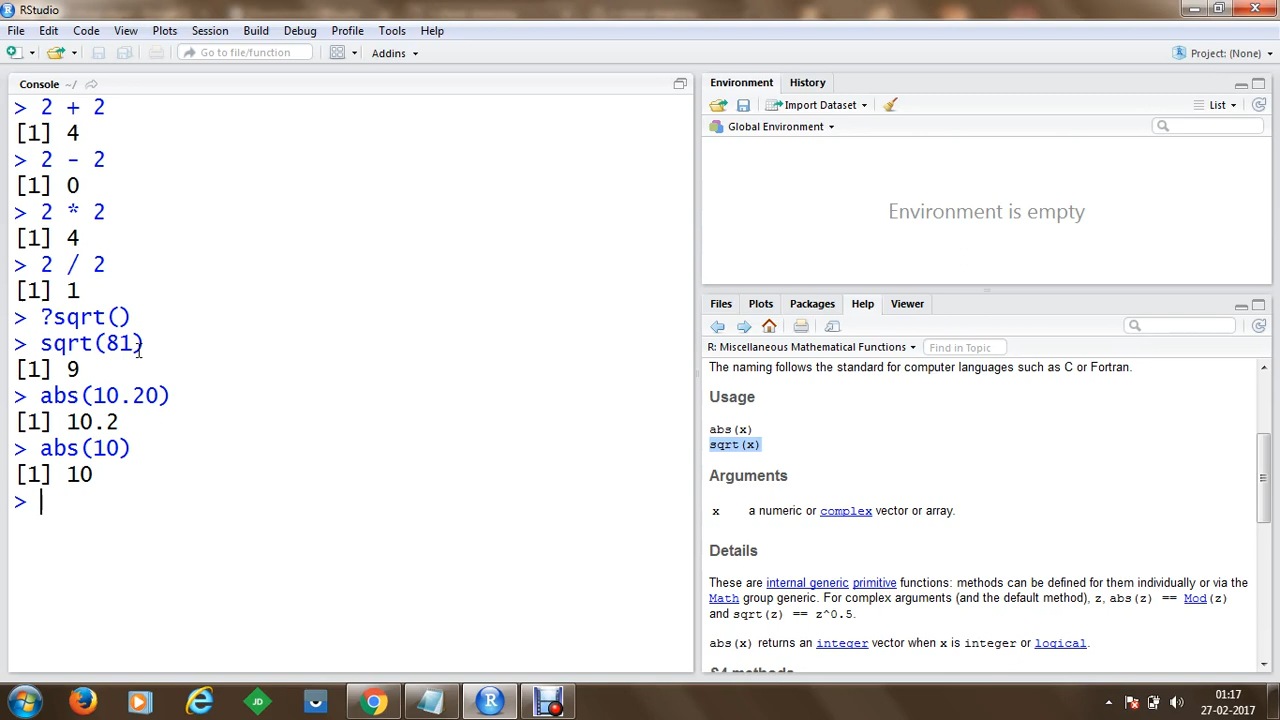 RStudio
File Edit Code View Plots Session Build Debug Profile Tools Help
Go to file/function Addins Project: (None)
Console ~/
> 2 + 2
[1] 4
> 2 - 2
[1] 0
> 2 * 2
[1] 4
> 2 / 2
[1] 1
> ?sqrt()
> sqrt(81)
[1] 9
> abs(10.20)
[1] 10.2
> abs(10)
[1] 10
>
Environment History
Import Dataset List
Global Environment
Environment is empty
Files Plots Packages Help Viewer
R: Miscellaneous Mathematical Functions Find in Topic
The naming follows the standard for computer languages such as C or Fortran.
Usage
abs(x)
sqrt(x)
Arguments
x a numeric or complex vector or array.
Details
These are internal generic primitive functions: methods can be defined for them individually or via the
Math group generic. For complex arguments (and the default method), z, abs(z) == Mod(z)
and sqrt(z) == z^0.5.
abs(x) returns an integer vector when x is integer or logical.
S4 methods
JD
01:17
27-02-2017